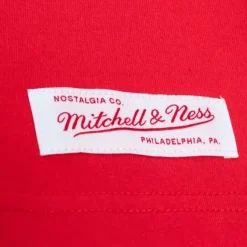 NOSTALGIA CO.
Mitchell & Ness
PHILADELPHIA, PA.